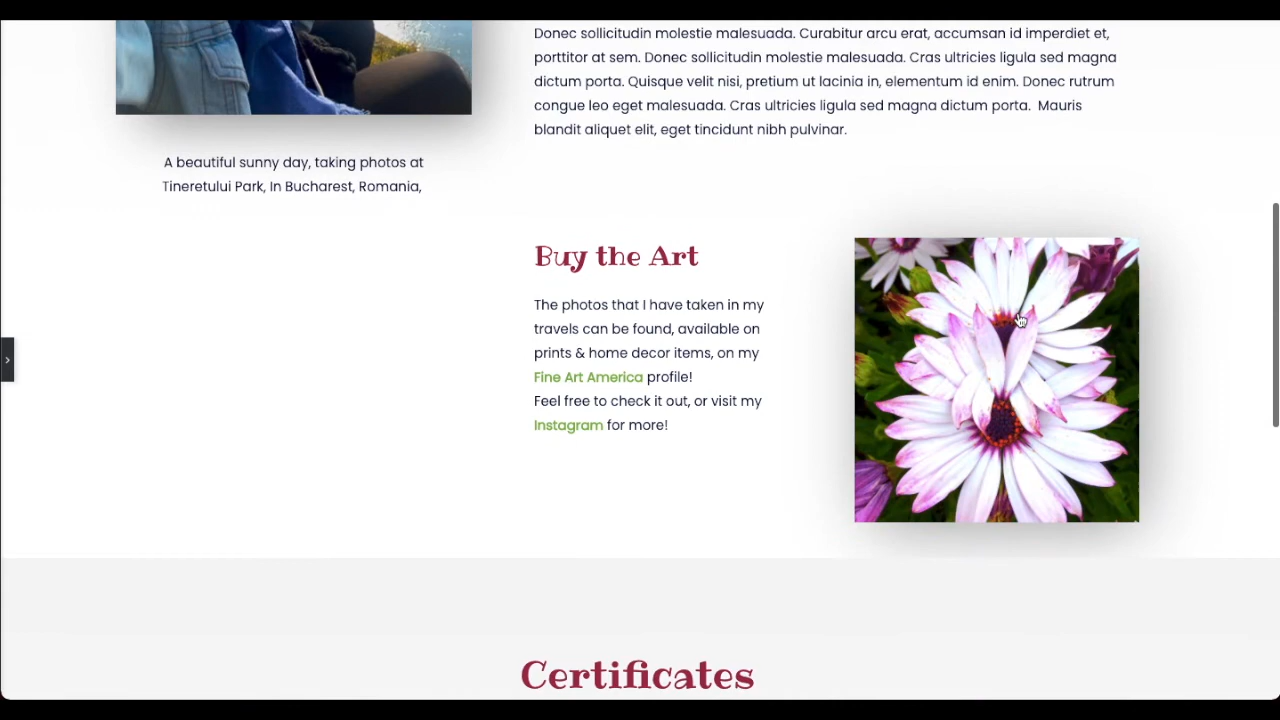 Donec sollicitudin molestie malesuada. Curabitur arcu erat, accumsan id imperdiet et,
porttitor at sem. Donec sollicitudin molestie malesuada. Cras ultricies ligula sed magna
dictum porta. Quisque velit nisi, pretium ut lacinia in, elementum id enim. Donec rutrum
congue leo eget malesuada. Cras ultricies ligula sed magna dictum porta.  Mauris
blandit aliquet elit, eget tincidunt nibh pulvinar.
A beautiful sunny day, taking photos at
Tineretului Park, In Bucharest, Romania,
Buy the Art
The photos that I have taken in my
travels can be found, available on
prints & home decor items, on my
Fine Art America profile!
Feel free to check it out, or visit my
Instagram for more!
Certificates